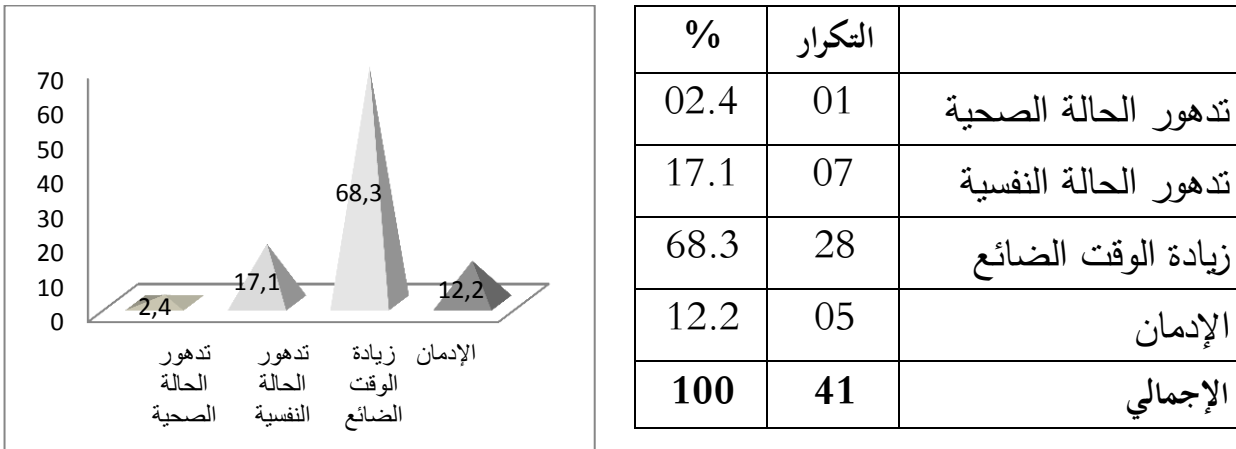 التكرار %
تدهور الحالة الصحية 01 02.4
تدهور الحالة النفسية 07 17.1
زيادة الوقت الضائع 28 68.3
الإدمان 05 12.2
الإجمالي 41 100
70
60
50
40
30
20
10
0
2,4
17,1
68,3
12,2
تدهور
الحالة
الصحية
تدهور
الحالة
النفسية
زيادة
الوقت
الضائع
الإدمان